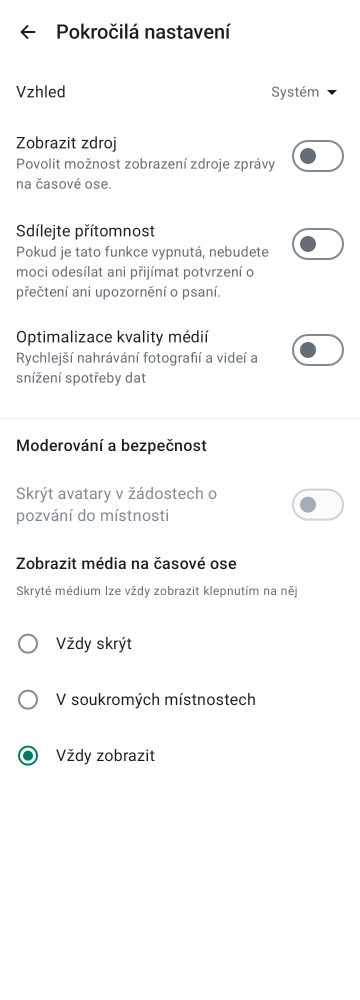 Pokročilá nastavení
Vzhled
Systém
Zobrazit zdroj
Povolit možnost zobrazení zdroje zprávy
na časové ose.
Sdílejte přítomnost
Pokud je tato funkce vypnutá, nebudete
moci odesílat ani přijímat potvrzení o
přečtení ani upozornění o psaní.
Optimalizace kvality médií
Rychlejší nahrávání fotografií a videí a
snížení spotřeby dat
Moderování a bezpečnost
Skrýt avatary v žádostech o
pozvání do místnosti
Zobrazit média na časové ose
Skryté médium lze vždy zobrazit klepnutím na něj
Vždy skrýt
V soukromých místnostech
Vždy zobrazit